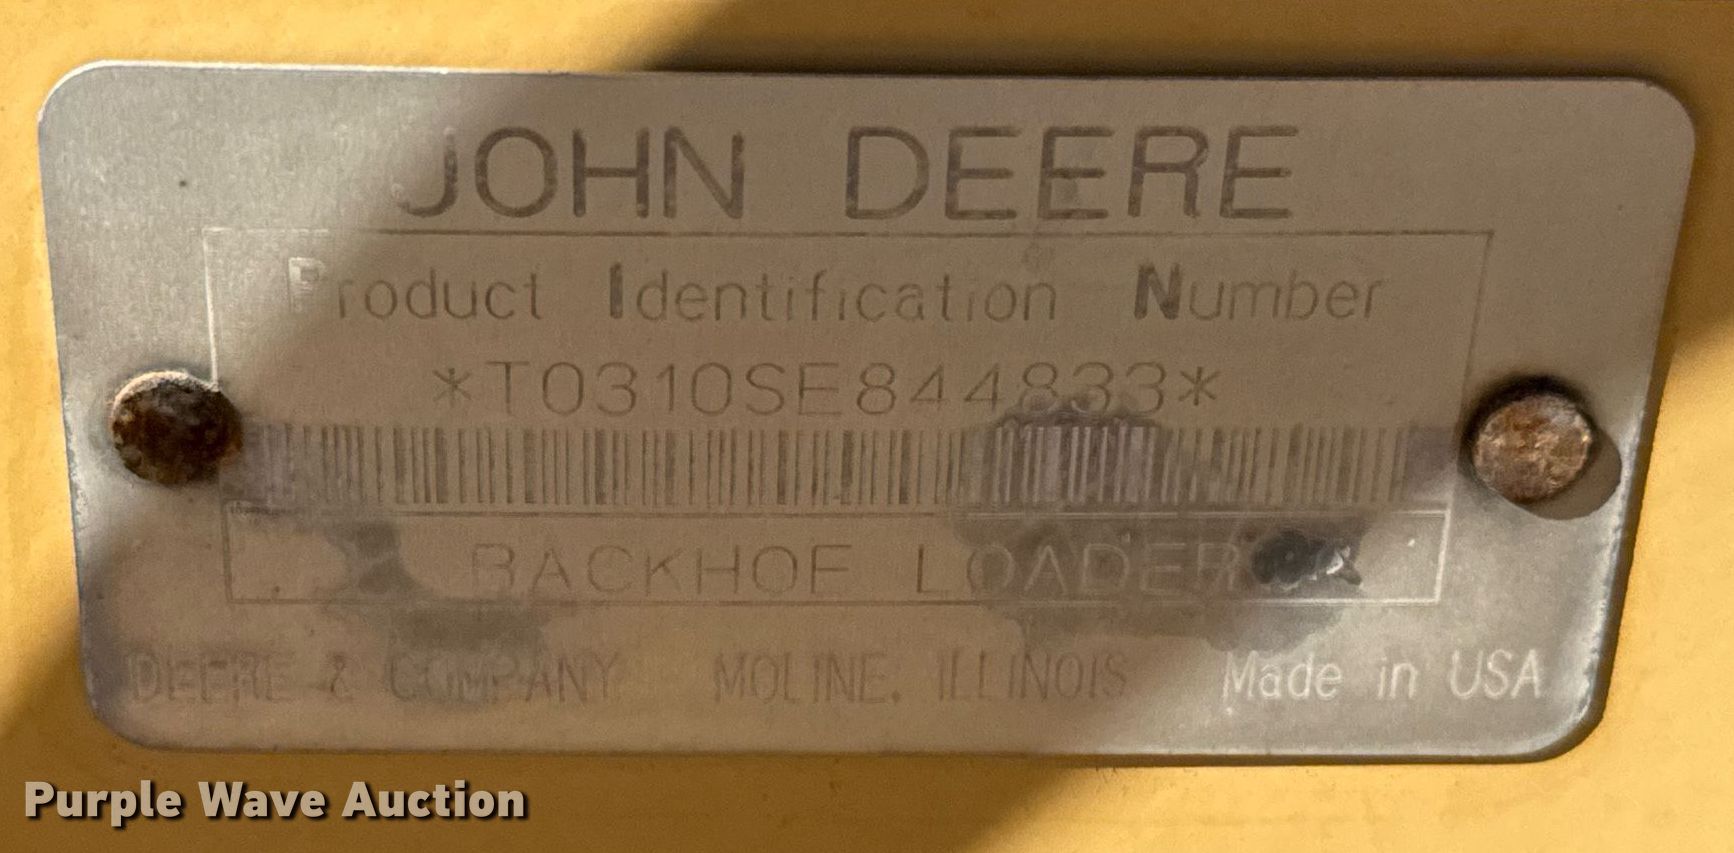 JOHN DEERE
Product Identification Number
*T0310SE844833*
BACKHOE LOADER
DEERE & COMPANY MOLINE, ILLINOIS Made in USA
Purple Wave Auction